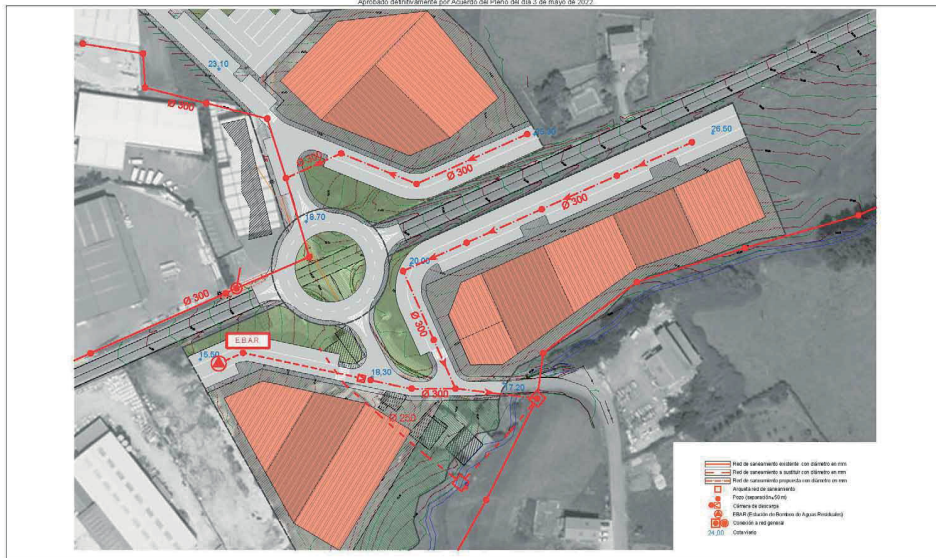 Aprobado definitivamente por Acuerdo del Pleno del día 3 de mayo de 2022.
23,10
Ø 300
Ø 300
Ø 300
26.50
Ø 300
19.70
20.00
Ø 300
Ø 300
E.B.A.R.
15.50
18,30
Ø 300
17.20
Ø 250
Red de saneamiento existente con diámetro en mm
Red de saneamiento a sustituir con diámetro en mm
Red de saneamiento propuesta con diámetro en mm
Arqueta red de saneamiento
Pozo (separación≤50 m)
Cámara de descarga
EBAR (Estación de Bombeo de Aguas Residuales)
Conexión a red general
24,00 Cota viario